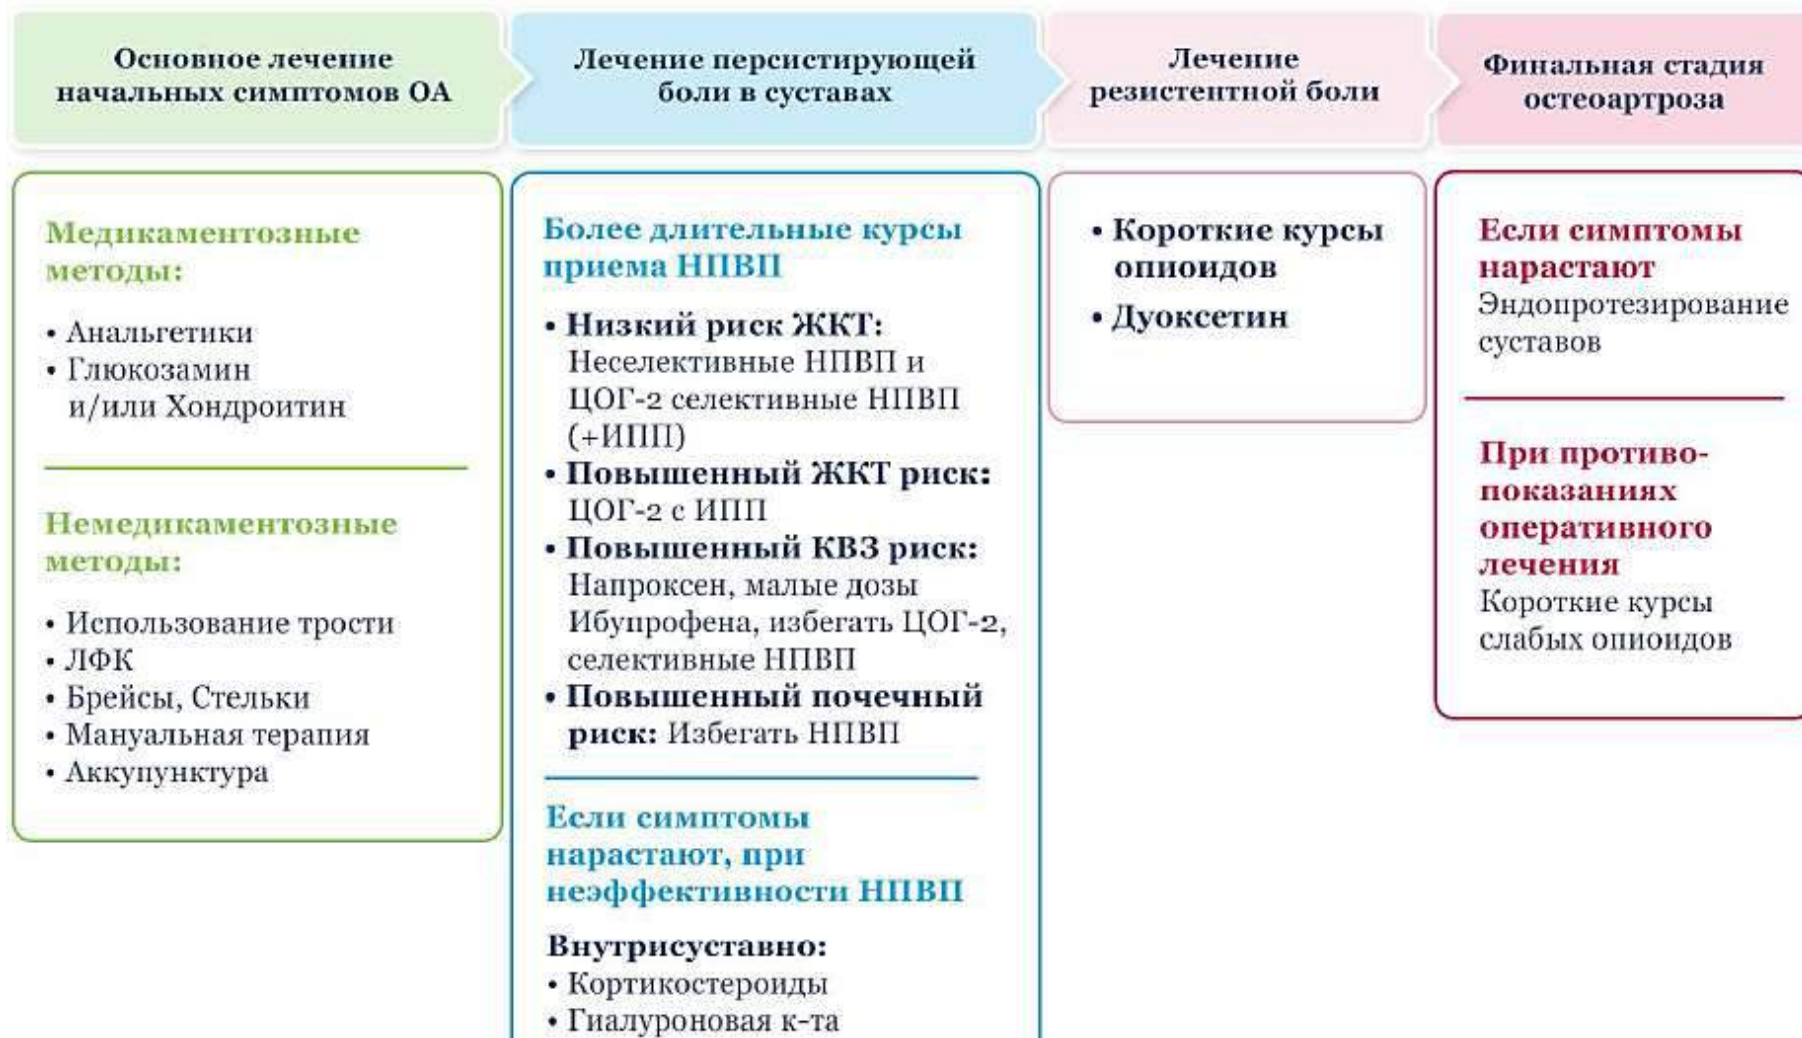 Основное лечение
начальных симптомов ОА
Лечение персистирующей
боли в суставах
Лечение
резистентной боли
Финальная стадия
остеоартроза
Медикаментозные
методы:
• Анальгетики
• Глюкозамин
и/или Хондроитин
Немедикаментозные
методы:
• Использование трости
• ЛФК
• Брейсы, Стельки
• Мануальная терапия
• Аккупунктура
Более длительные курсы
приема НПВП
• Низкий риск ЖКТ:
Неселективные НПВП и
ЦОГ-2 селективные НПВП
(+ИПП)
• Повышенный ЖКТ риск:
ЦОГ-2 с ИПП
• Повышенный КВЗ риск:
Напроксен, малые дозы
Ибупрофена, избегать ЦОГ-2,
селективные НПВП
• Повышенный почечный
риск: Избегать НПВП
Если симптомы
нарастают, при
неэффективности НПВП
Внутрисуставно:
• Кортикостероиды
• Гиалуроновая к-та
• Короткие курсы
опиоидов
• Дуоксетин
Если симптомы
нарастают
Эндопротезирование
суставов
При противо-
показаниях
оперативного
лечения
Короткие курсы
слабых опиоидов